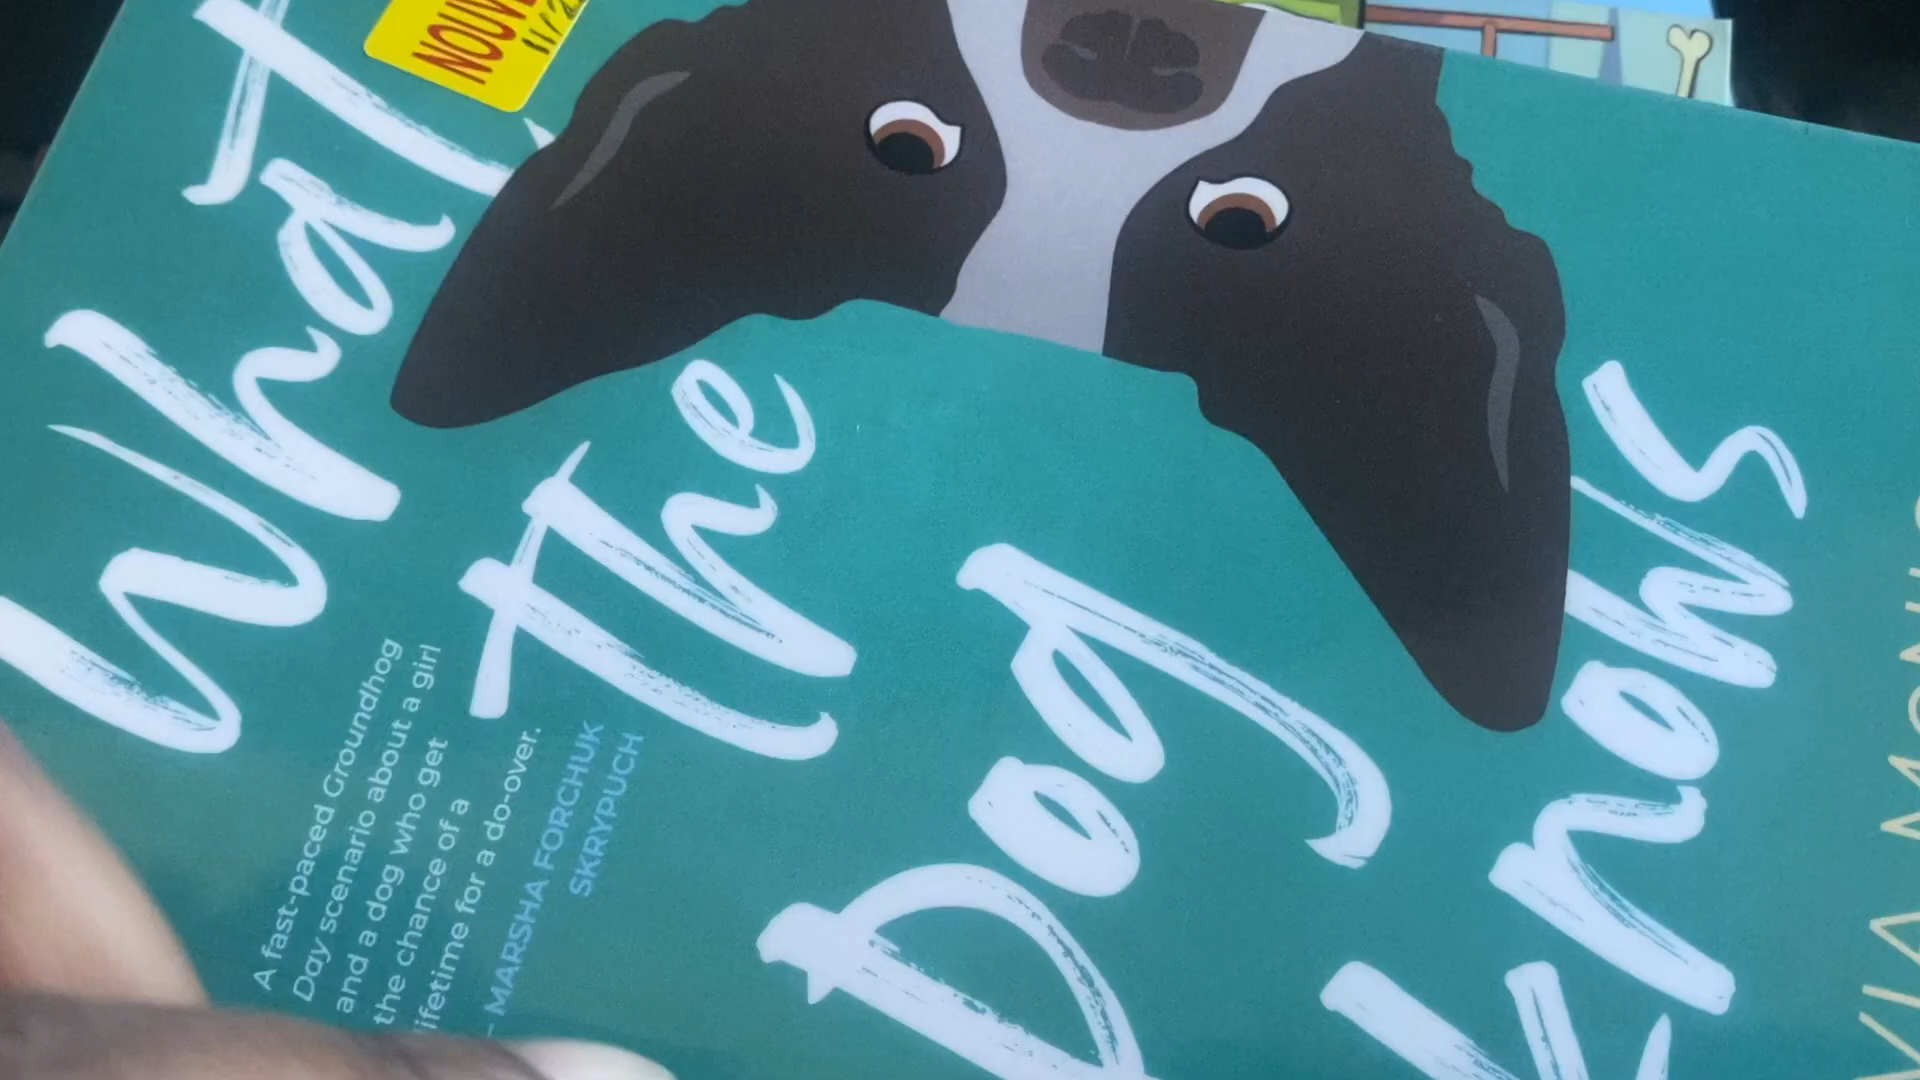 What
the
Dog
knows
A fast-paced Groundhog
Day scenario about a girl
and a dog who get
the chance of a
lifetime for a do-over.
– MARSHA FORCHUK
SKRYPUCH